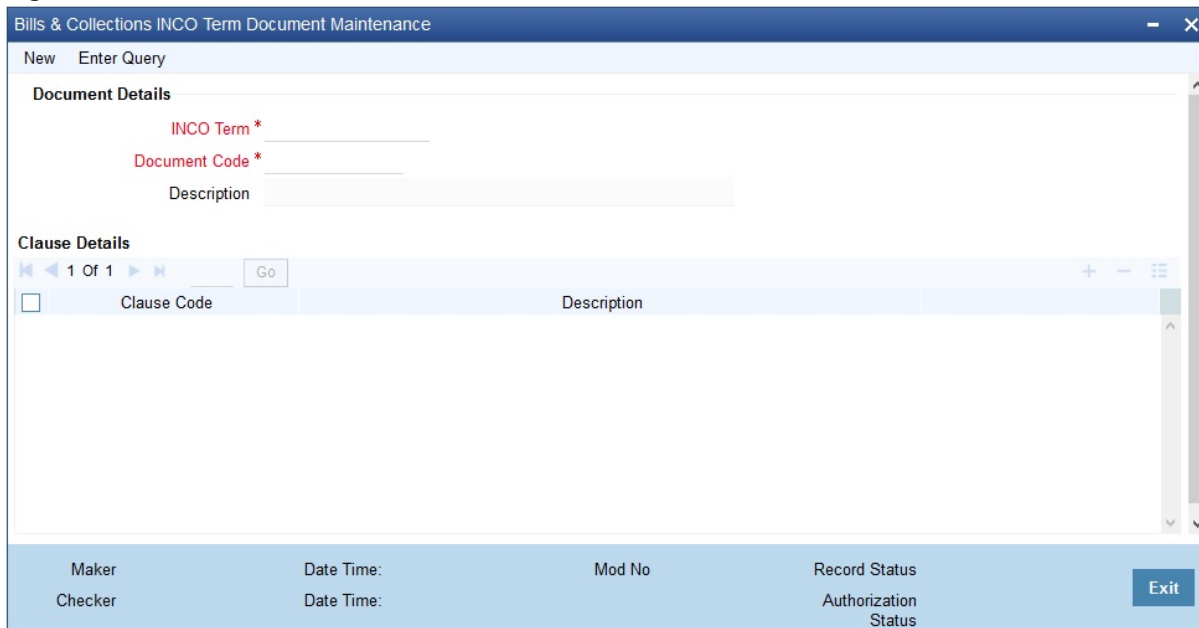 Bills & Collections INCO Term Document Maintenance
New Enter Query
Document Details
INCO Term *
Document Code *
Description
Clause Details
1 Of 1 Go
Clause Code Description
Maker Date Time: Mod No Record Status
Checker Date Time: Authorization Status
Exit